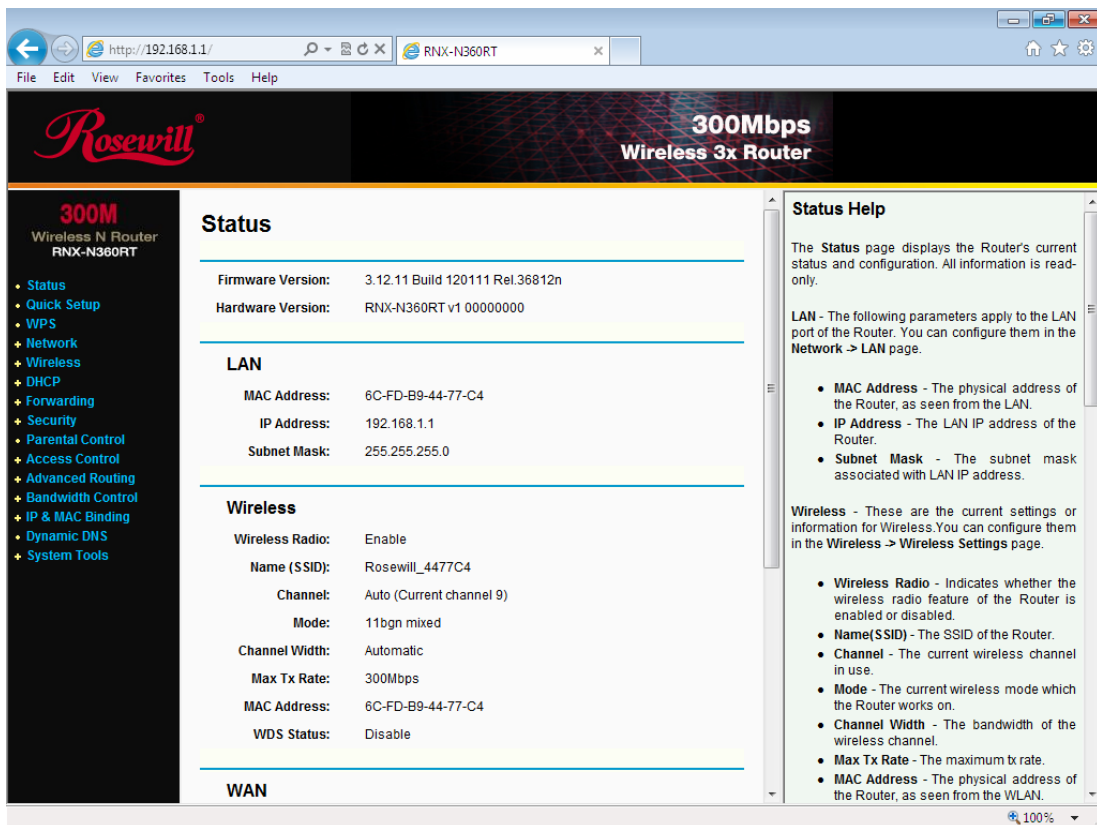 http://192.168.1.1/
RNX-N360RT
File Edit View Favorites Tools Help
Rosewill®
300Mbps
Wireless 3x Router
300M
Wireless N Router
RNX-N360RT
Status
Quick Setup
WPS
Network
Wireless
DHCP
Forwarding
Security
Parental Control
Access Control
Advanced Routing
Bandwidth Control
IP & MAC Binding
Dynamic DNS
System Tools
Status
Firmware Version: 3.12.11 Build 120111 Rel.36812n
Hardware Version: RNX-N360RT v1 00000000
LAN
MAC Address: 6C-FD-B9-44-77-C4
IP Address: 192.168.1.1
Subnet Mask: 255.255.255.0
Wireless
Wireless Radio: Enable
Name (SSID): Rosewill_4477C4
Channel: Auto (Current channel 9)
Mode: 11bgn mixed
Channel Width: Automatic
Max Tx Rate: 300Mbps
MAC Address: 6C-FD-B9-44-77-C4
WDS Status: Disable
WAN
Status Help
The Status page displays the Router's current
status and configuration. All information is read-
only.
LAN - The following parameters apply to the LAN
port of the Router. You can configure them in the
Network -> LAN page.
MAC Address - The physical address of
the Router, as seen from the LAN.
IP Address - The LAN IP address of the
Router.
Subnet Mask - The subnet mask
associated with LAN IP address.
Wireless - These are the current settings or
information for Wireless.You can configure them
in the Wireless -> Wireless Settings page.
Wireless Radio - Indicates whether the
wireless radio feature of the Router is
enabled or disabled.
Name(SSID) - The SSID of the Router.
Channel - The current wireless channel
in use.
Mode - The current wireless mode which
the Router works on.
Channel Width - The bandwidth of the
wireless channel.
Max Tx Rate - The maximum tx rate.
MAC Address - The physical address of
the Router, as seen from the WLAN.
100%